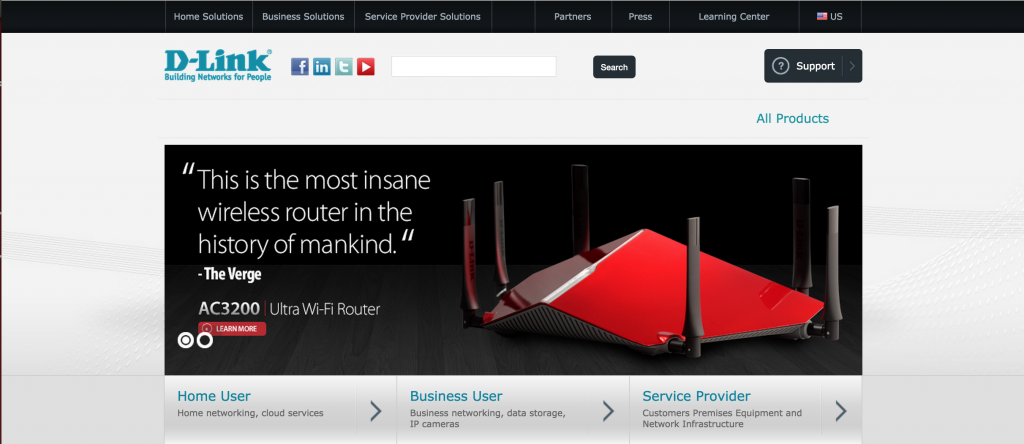 Home Solutions
Business Solutions
Service Provider Solutions
Partners
Press
Learning Center
US
D-Link®
Building Networks for People
f
in
t
Search
? Support
All Products
“This is the most insane
wireless router in the
history of mankind.“
- The Verge
AC3200 | Ultra Wi-Fi Router
LEARN MORE
D-LINK
Home User
Home networking, cloud services
Business User
Business networking, data storage,
IP cameras
Service Provider
Customers Premises Equipment and
Network Infrastructure